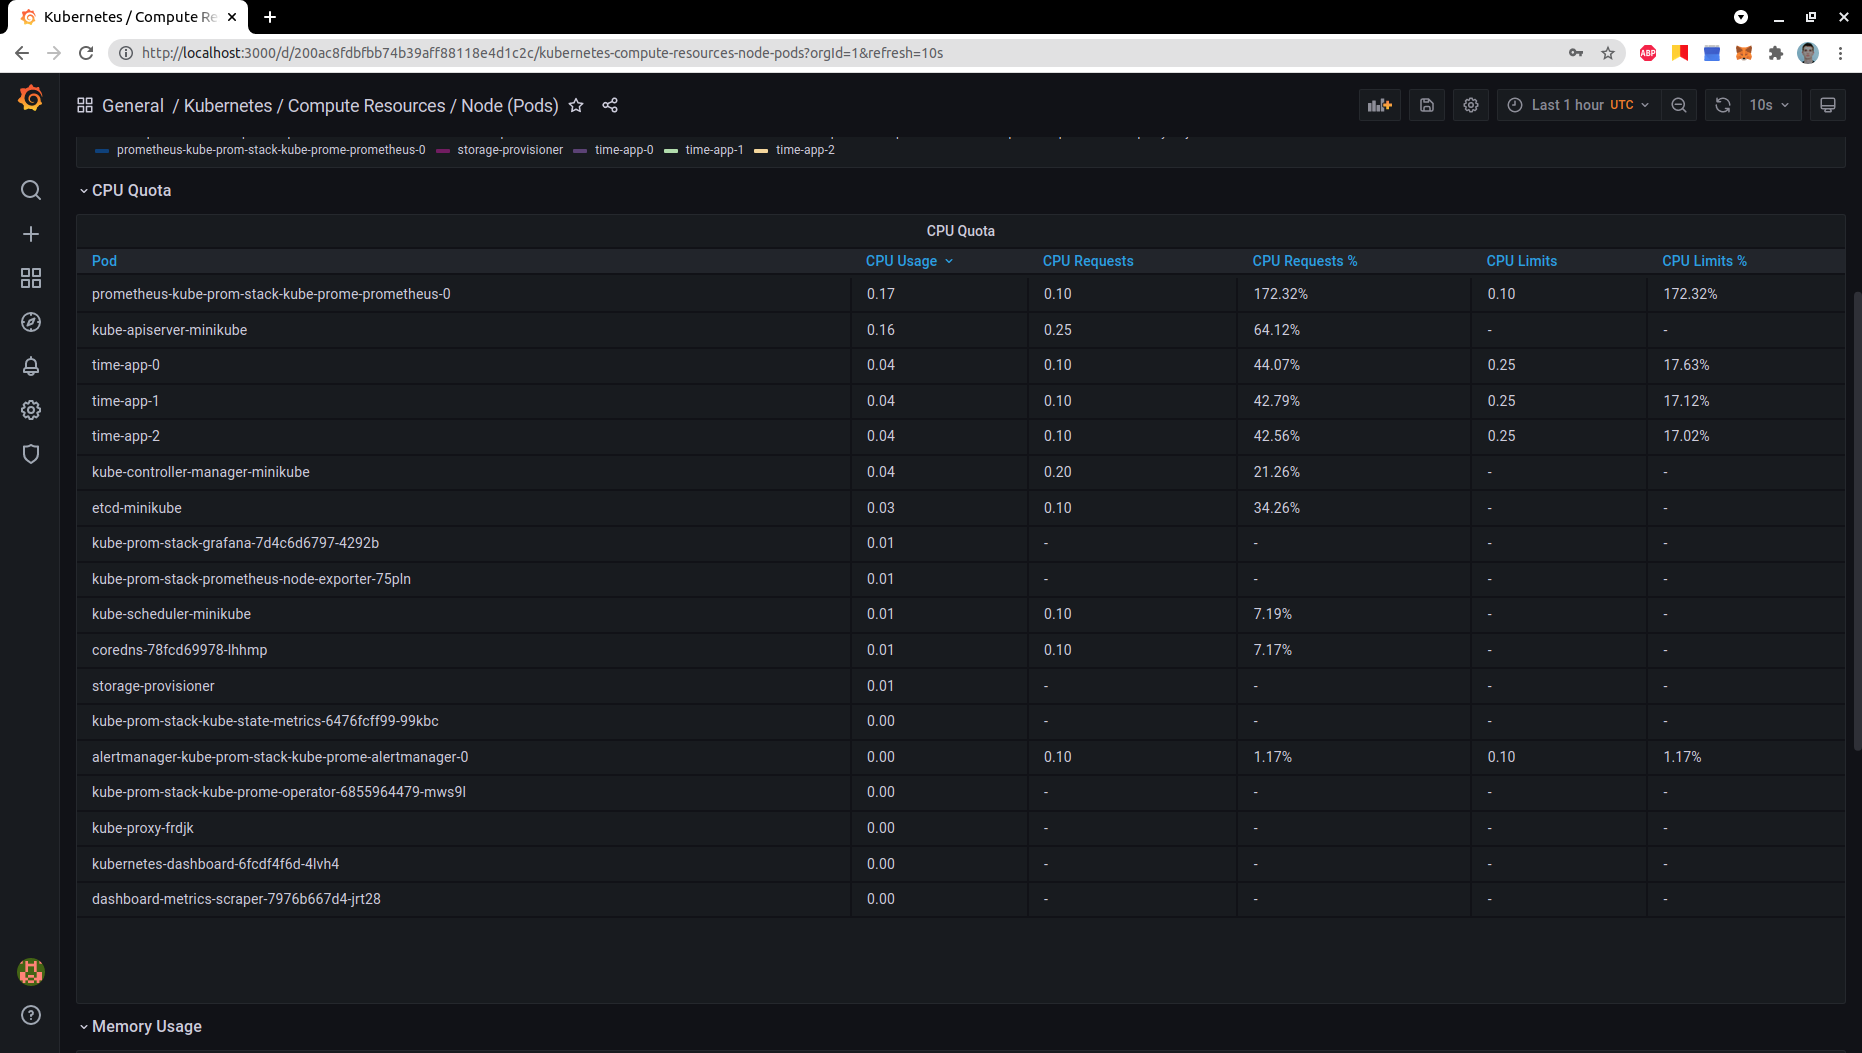 Kubernetes / Compute Re
http://localhost:3000/d/200ac8fdbfbb74b39aff88118e4d1c2c/kubernetes-compute-resources-node-pods?orgId=1&refresh=10s
ABP
General / Kubernetes / Compute Resources / Node (Pods)
Last 1 hour UTC
10s
prometheus-kube-prom-stack-kube-prome-prometheus-0 storage-provisioner time-app-0 time-app-1 time-app-2
CPU Quota
CPU Quota
Pod CPU Usage CPU Requests CPU Requests % CPU Limits CPU Limits %
prometheus-kube-prom-stack-kube-prome-prometheus-0 0.17 0.10 172.32% 0.10 172.32%
kube-apiserver-minikube 0.16 0.25 64.12% - -
time-app-0 0.04 0.10 44.07% 0.25 17.63%
time-app-1 0.04 0.10 42.79% 0.25 17.12%
time-app-2 0.04 0.10 42.56% 0.25 17.02%
kube-controller-manager-minikube 0.04 0.20 21.26% - -
etcd-minikube 0.03 0.10 34.26% - -
kube-prom-stack-grafana-7d4c6d6797-4292b 0.01 - - - -
kube-prom-stack-prometheus-node-exporter-75pln 0.01 - - - -
kube-scheduler-minikube 0.01 0.10 7.19% - -
coredns-78fcd69978-lhhmp 0.01 0.10 7.17% - -
storage-provisioner 0.01 - - - -
kube-prom-stack-kube-state-metrics-6476fcff99-99kbc 0.00 - - - -
alertmanager-kube-prom-stack-kube-prome-alertmanager-0 0.00 0.10 1.17% 0.10 1.17%
kube-prom-stack-kube-prome-operator-6855964479-mws9l 0.00 - - - -
kube-proxy-frdjk 0.00 - - - -
kubernetes-dashboard-6fcdf4f6d-4lvh4 0.00 - - - -
dashboard-metrics-scraper-7976b667d4-jrt28 0.00 - - - -
Memory Usage